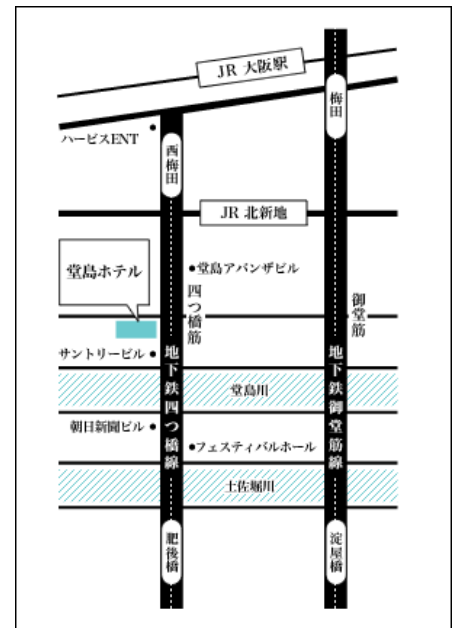 JR 大阪駅
梅田
ハービスENT
西梅田
JR 北新地
堂島ホテル
堂島アバンザビル
四つ橋筋
御堂筋
サントリービル
地下鉄四つ橋線
地下鉄御堂筋線
堂島川
朝日新聞ビル
フェスティバルホール
土佐堀川
肥後橋
淀屋橋